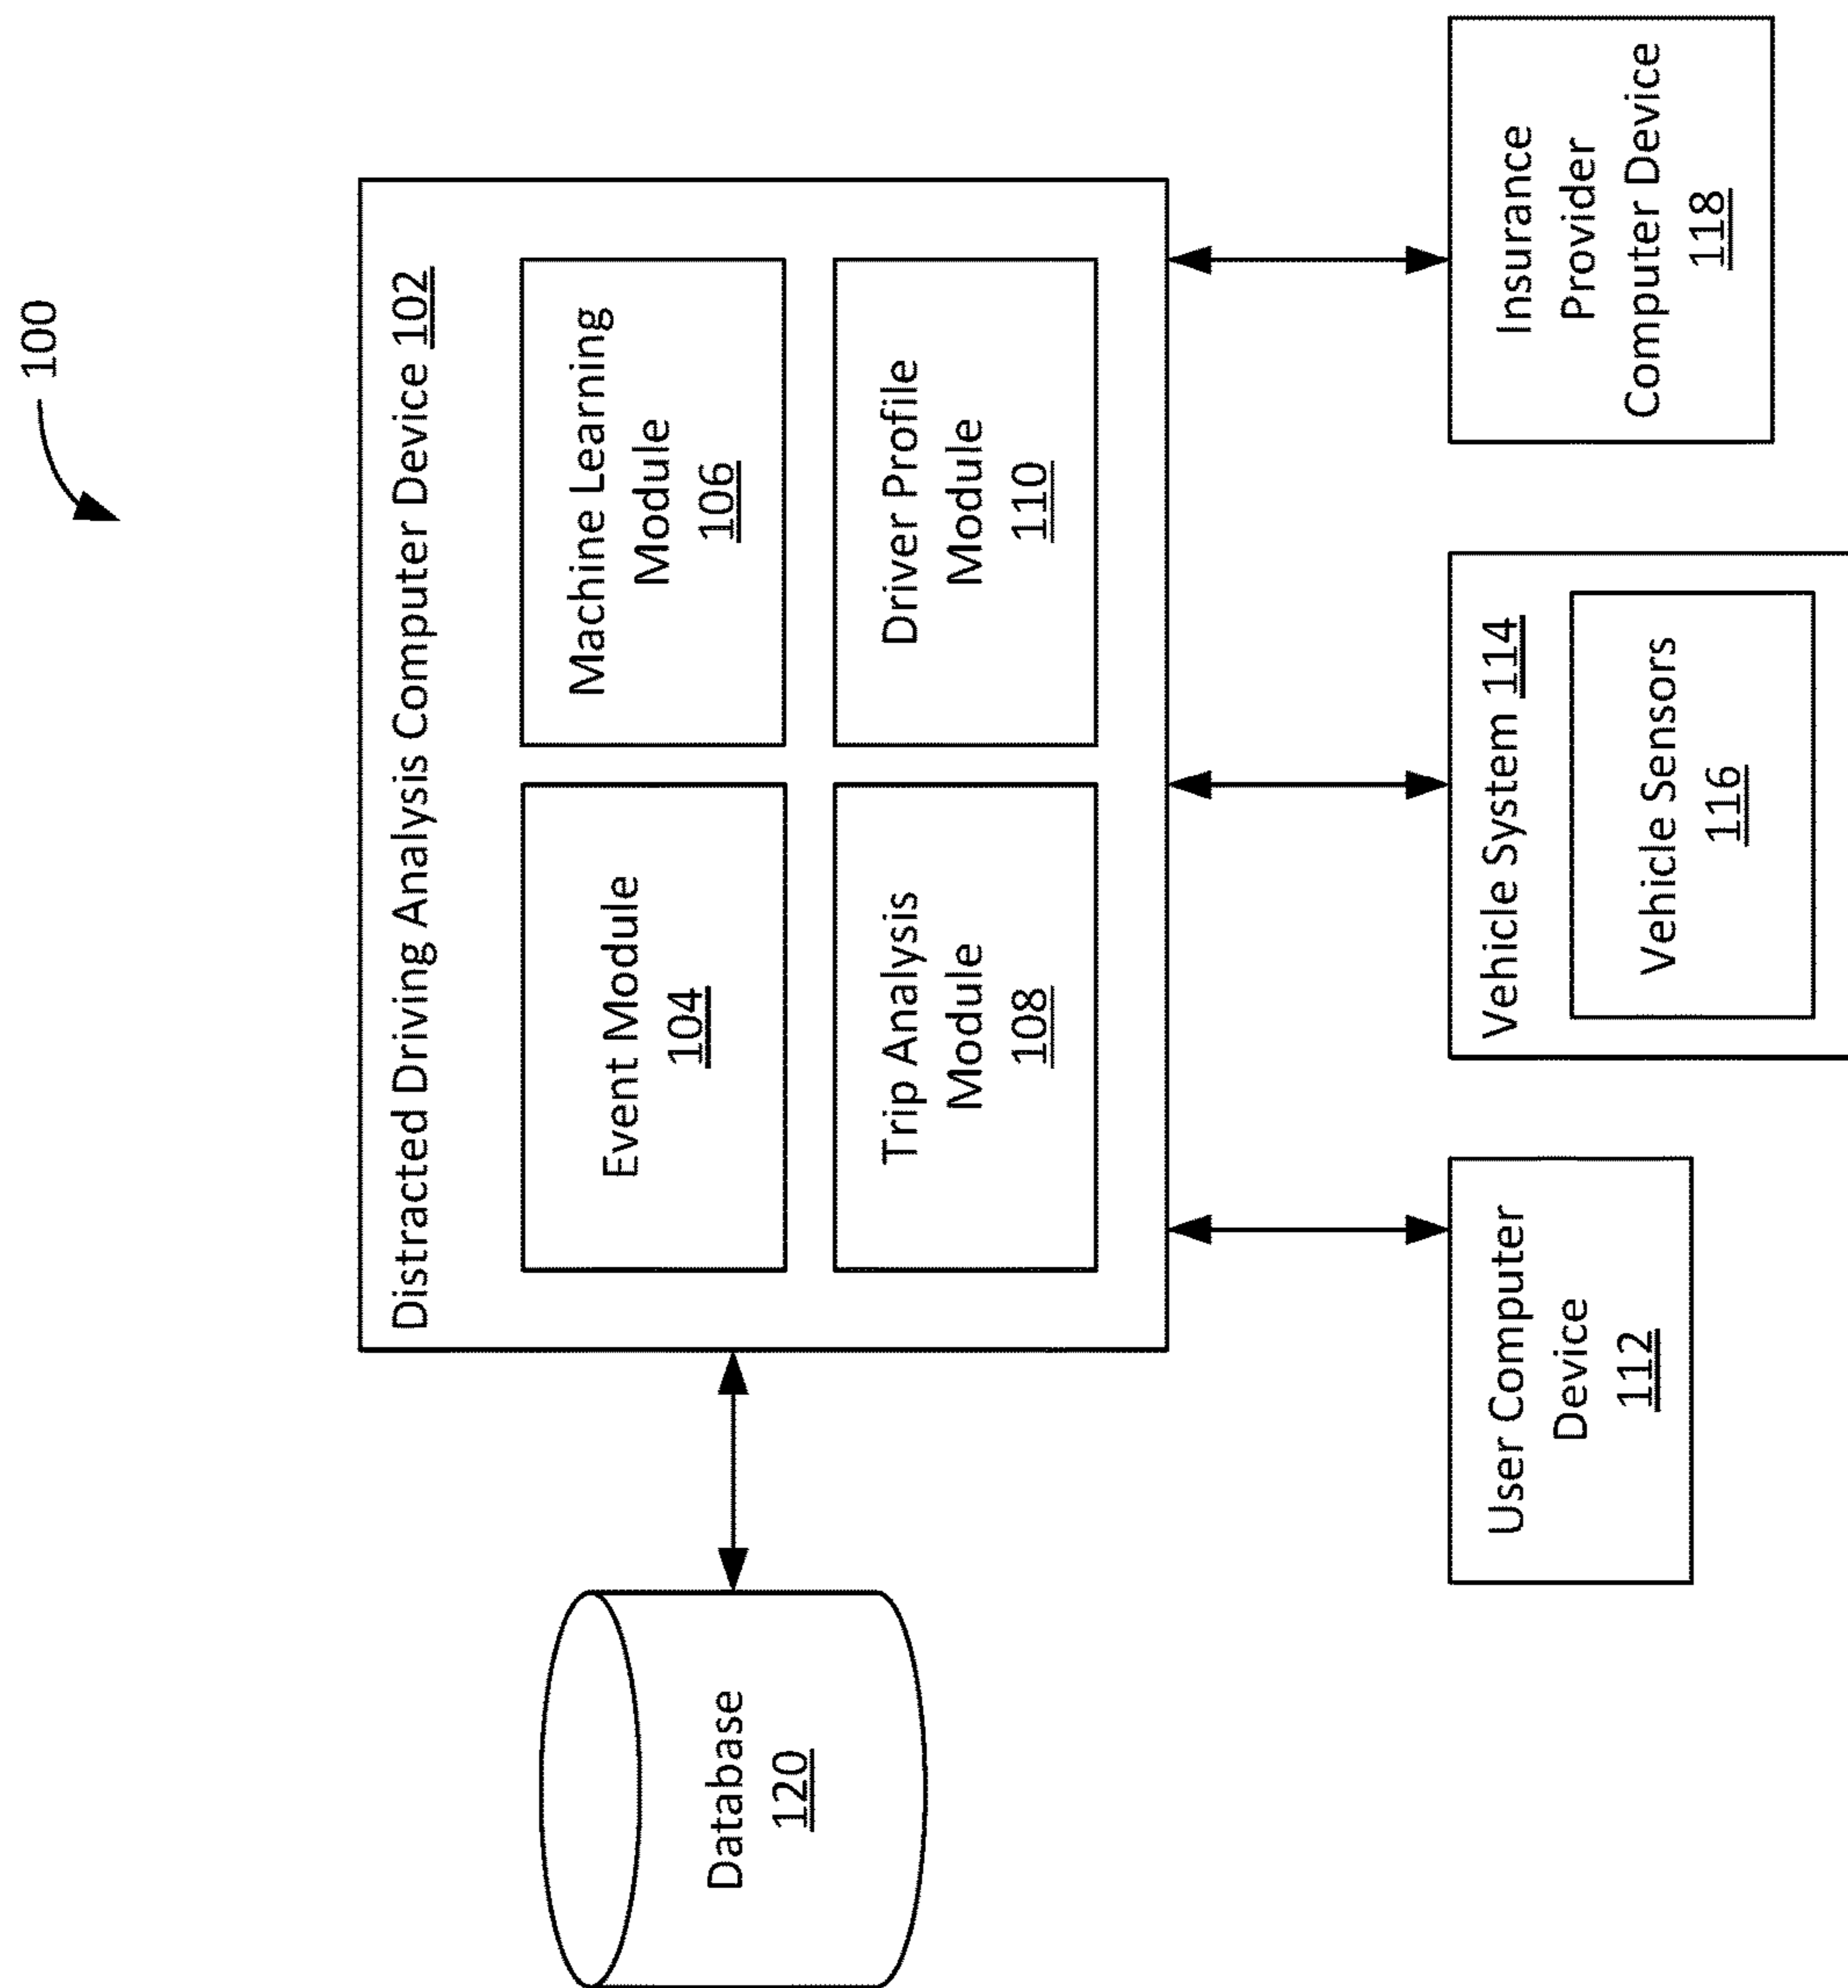 100
Distracted Driving Analysis Computer Device 102
Event Module
104
Machine Learning
Module
106
Trip Analysis
Module
108
Driver Profile
Module
110
Database
120
User Computer
Device
112
Vehicle System 114
Vehicle Sensors
116
Insurance
Provider
Computer Device
118